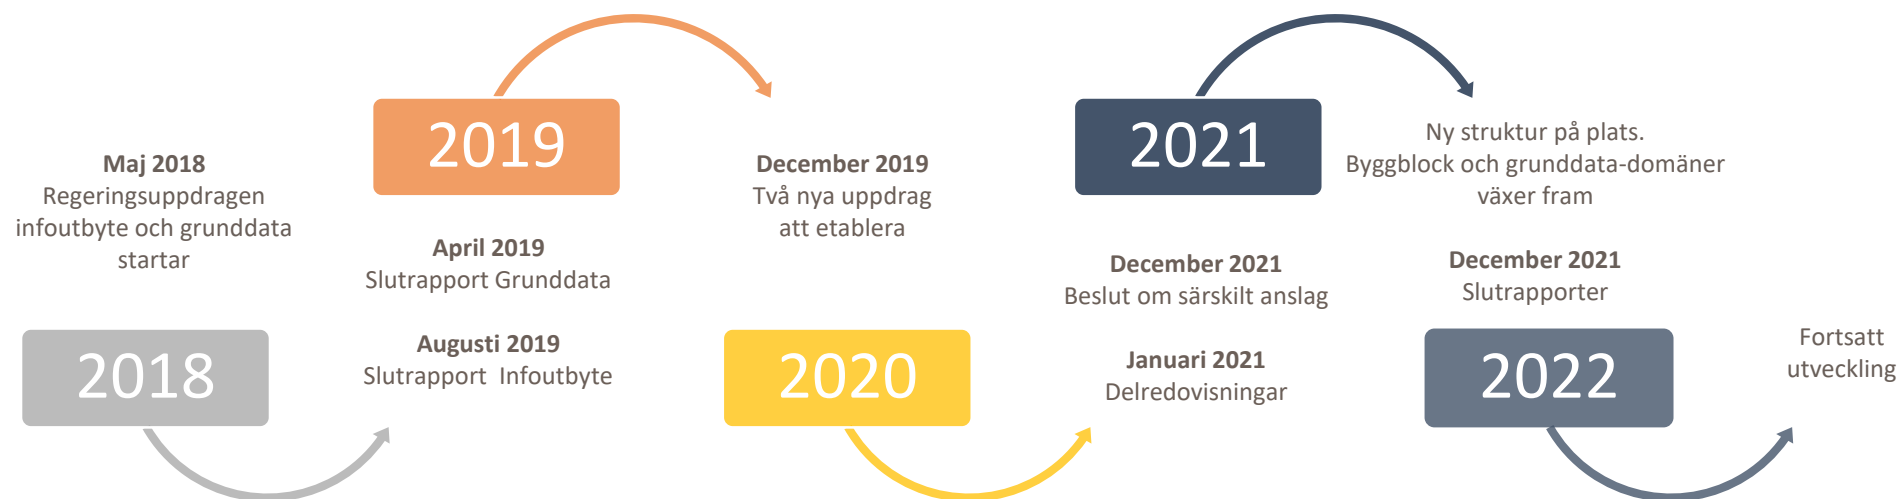 Maj 2018
Regeringsuppdragen
infoutbyte och grunddata
startar
2018
2019
April 2019
Slutrapport Grunddata
Augusti 2019
Slutrapport  Infoutbyte
December 2019
Två nya uppdrag
att etablera
2020
2021
December 2021
Beslut om särskilt anslag
Januari 2021
Delredovisningar
Ny struktur på plats.
Byggblock och grunddata-domäner
växer fram
December 2021
Slutrapporter
2022
Fortsatt
utveckling